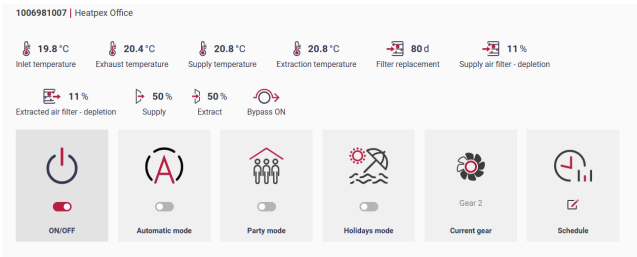 1006981007 | Heatpex Office
19.8 °C 20.4 °C 20.8 °C 20.8 °C 80 d 11 %
Inlet temperature Exhaust temperature Supply temperature Extraction temperature Filter replacement Supply air filter - depletion
11 % 50 % 50 %
Extracted air filter - depletion Supply Extract Bypass ON
A
Gear 2
ON/OFF Automatic mode Party mode Holidays mode Current gear Schedule